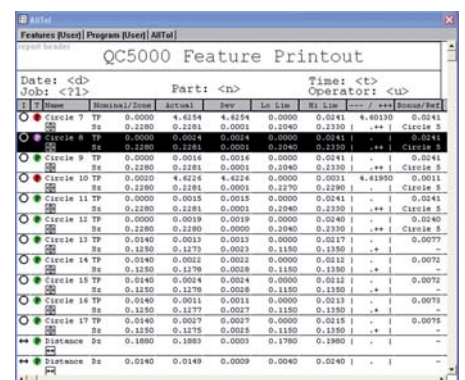 AllTol
Features [User] Program [User] AllTol
report header
QC5000 Feature Printout
Date: <d> Time: <t>
Job: <?1> Part: <n> Operator: <u>
I T Name Nominal/Zone Actual Dev Lo Lim Hi Lim --- / +++ Bonus/Ref
Circle 7 TP 0.0000 4.6254 4.6254 0.0000 0.0241 4.60130 0.0241
Sz 0.2280 0.2281 0.0001 0.2040 0.2330 | .++ | Circle 5
Circle 8 TP 0.0000 0.0024 0.0024 0.0000 0.0241 | . | 0.0241
Sz 0.2280 0.2281 0.0001 0.2040 0.2330 | .++ | Circle 5
Circle 9 TP 0.0000 0.0016 0.0016 0.0000 0.0241 | . | 0.0241
Sz 0.2280 0.2281 0.0001 0.2040 0.2330 | .++ | Circle 5
Circle 10 TP 0.0020 4.6226 4.6226 0.0000 0.0031 4.61950 0.0011
Sz 0.2280 0.2281 0.0001 0.2270 0.2290 | . | Circle 5
Circle 11 TP 0.0000 0.0015 0.0015 0.0000 0.0241 | . | 0.0241
Sz 0.2280 0.2281 0.0001 0.2040 0.2330 | .++ | Circle 5
Circle 12 TP 0.0000 0.0019 0.0019 0.0000 0.0240 | . | 0.0240
Sz 0.2280 0.2280 0.0000 0.2040 0.2330 | .++ | Circle 5
Circle 13 TP 0.0140 0.0013 0.0013 0.0000 0.0217 | . | 0.0077
Sz 0.1250 0.1273 0.0023 0.1150 0.1350 | .+ | -
Circle 14 TP 0.0140 0.0022 0.0022 0.0000 0.0212 | . | 0.0072
Sz 0.1250 0.1278 0.0028 0.1150 0.1350 | .+ | -
Circle 15 TP 0.0140 0.0024 0.0024 0.0000 0.0212 | . | 0.0072
Sz 0.1250 0.1278 0.0028 0.1150 0.1350 | .+ | -
Circle 16 TP 0.0140 0.0011 0.0011 0.0000 0.0213 | . | 0.0073
Sz 0.1250 0.1277 0.0027 0.1150 0.1350 | .+ | -
Circle 17 TP 0.0140 0.0027 0.0027 0.0000 0.0215 | . | 0.0075
Sz 0.1250 0.1275 0.0025 0.1150 0.1350 | .+ | -
Distance Dz 0.1880 0.1883 0.0003 0.1780 0.1980 | . |
Distance Dz 0.0140 0.0149 0.0009 0.0040 0.0240 | . |